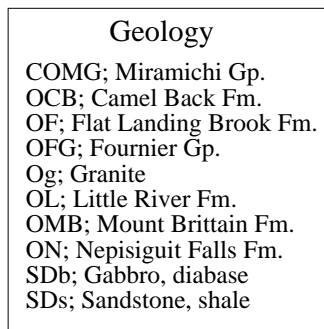 Geology
COMG; Miramichi Gp.
OCB; Camel Back Fm.
OF; Flat Landing Brook Fm.
OFG; Fournier Gp.
Og; Granite
OL; Little River Fm.
OMB; Mount Brittain Fm.
ON; Nepisiguit Falls Fm.
SDb; Gabbro, diabase
SDs; Sandstone, shale